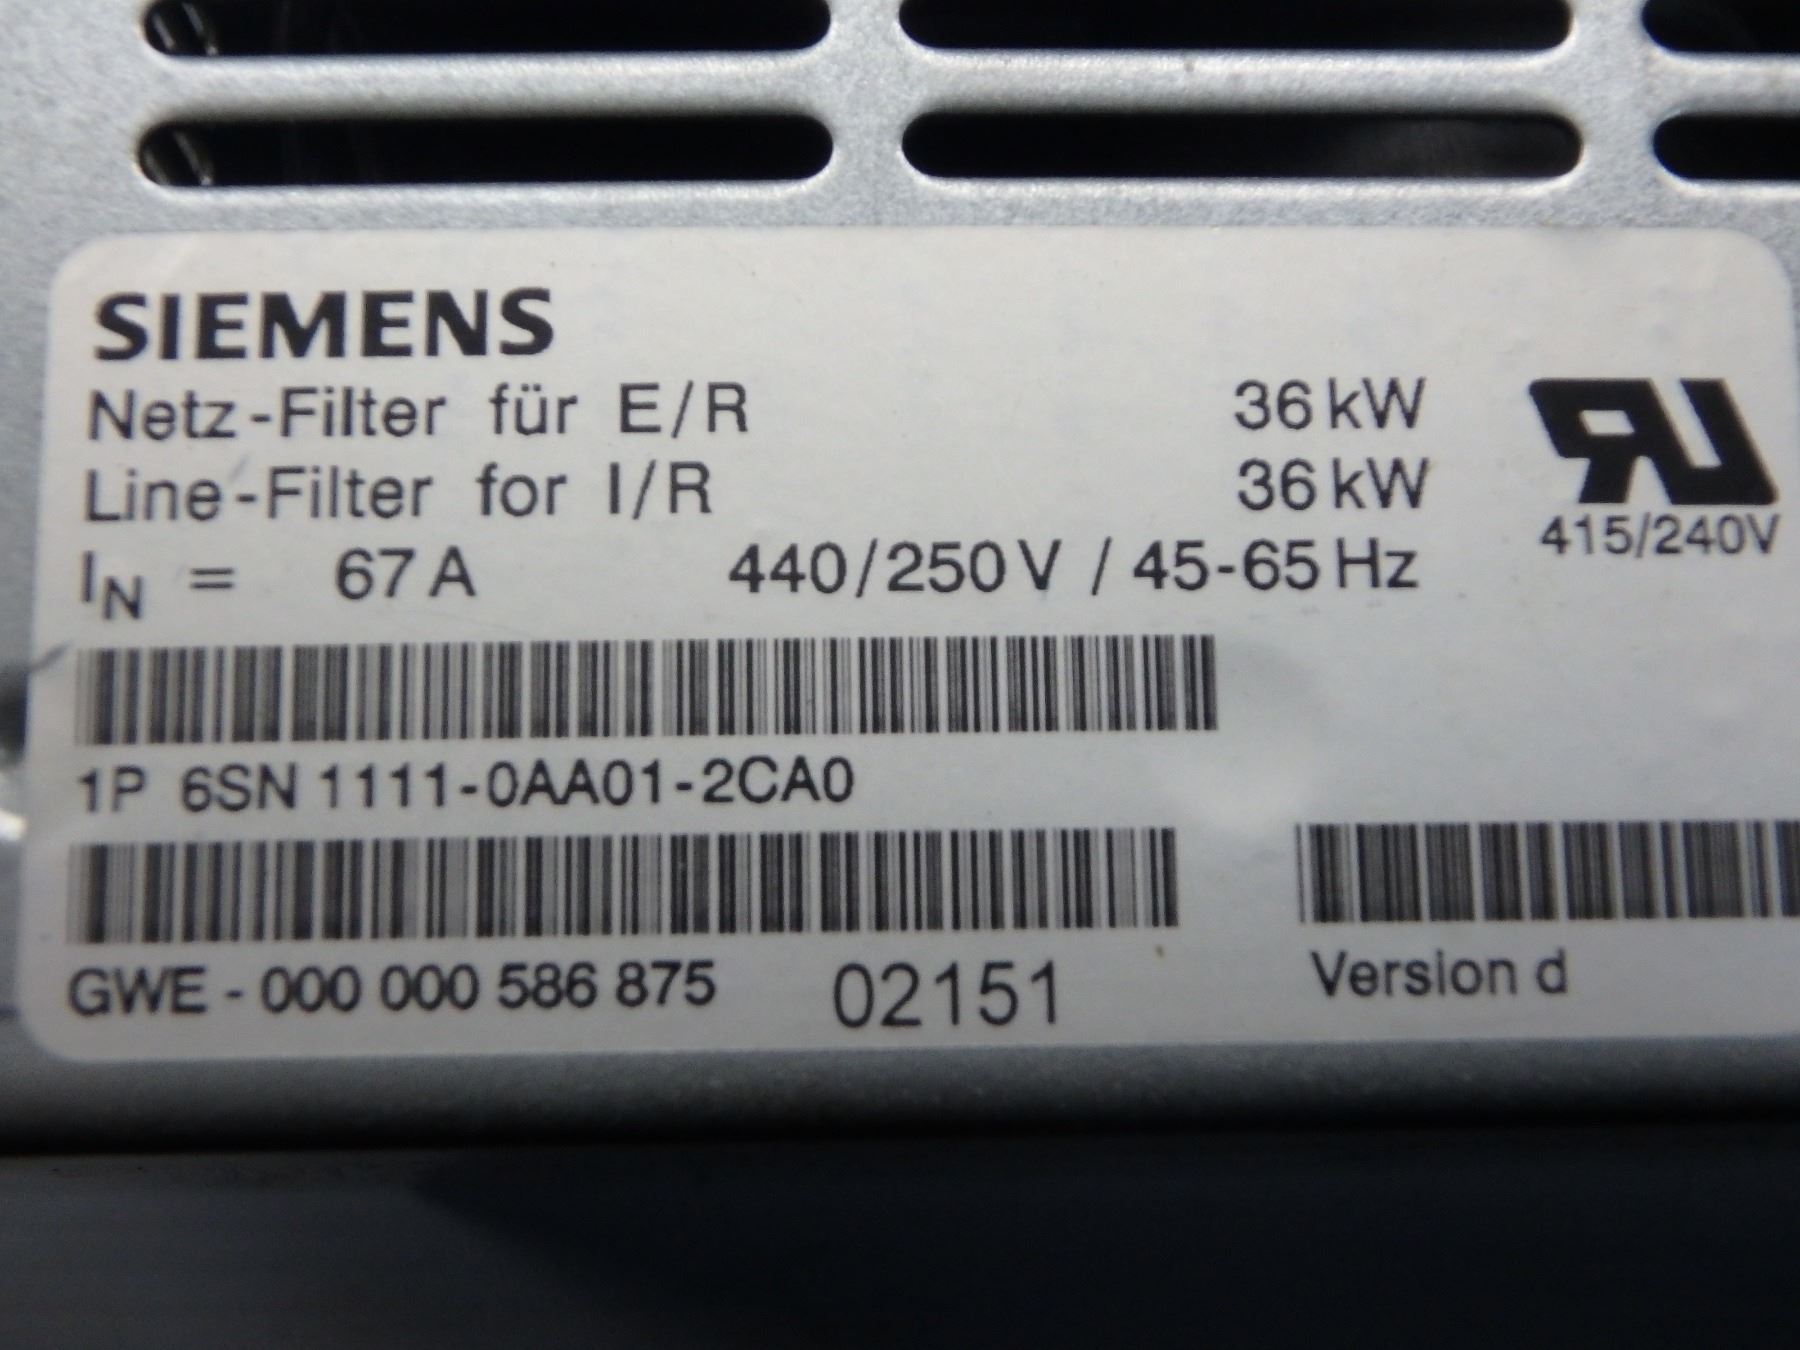 SIEMENS
Netz-Filter für E/R 36 kW
Line-Filter for I/R 36 kW
415/240V
IN = 67 A 440/250 V / 45-65 Hz
1P 6SN 1111-0AA01-2CA0
GWE - 000 000 586 875 02151 Version d